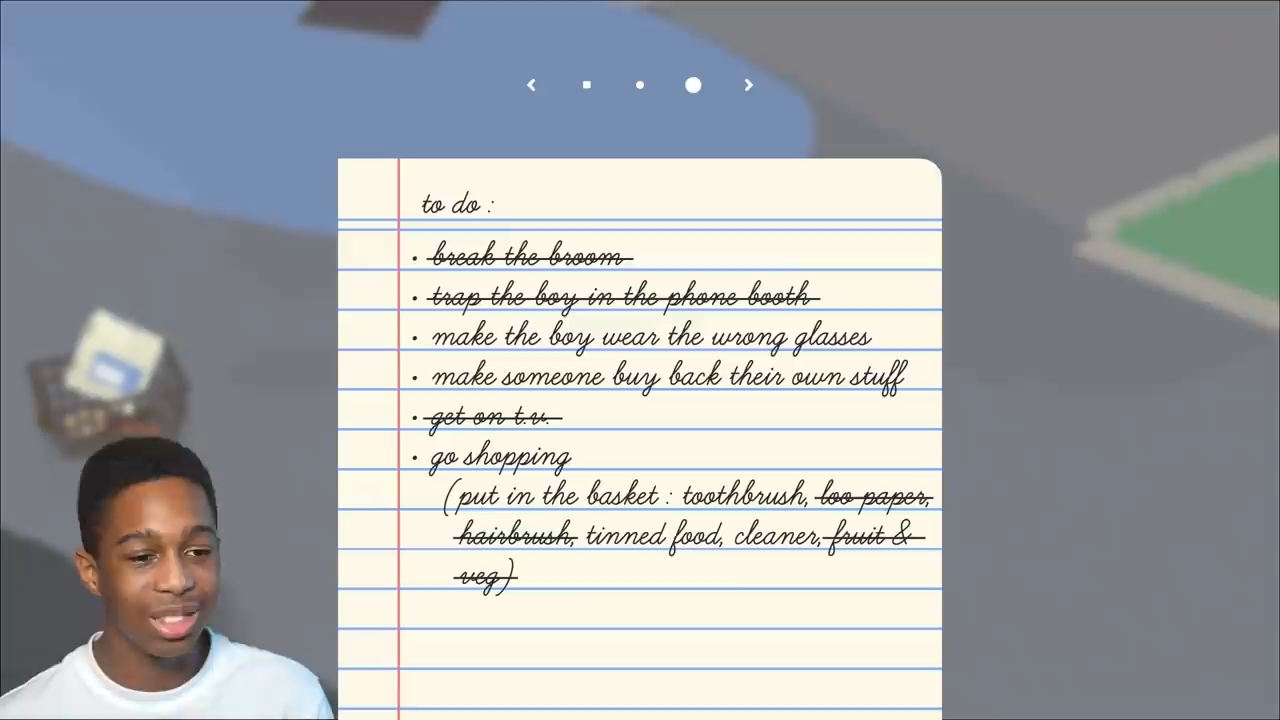 to do :
• break the broom
• trap the boy in the phone booth
• make the boy wear the wrong glasses
• make someone buy back their own stuff
• get on t.v.
• go shopping
(put in the basket : toothbrush, loo paper,
hairbrush, tinned food, cleaner, fruit &
veg)